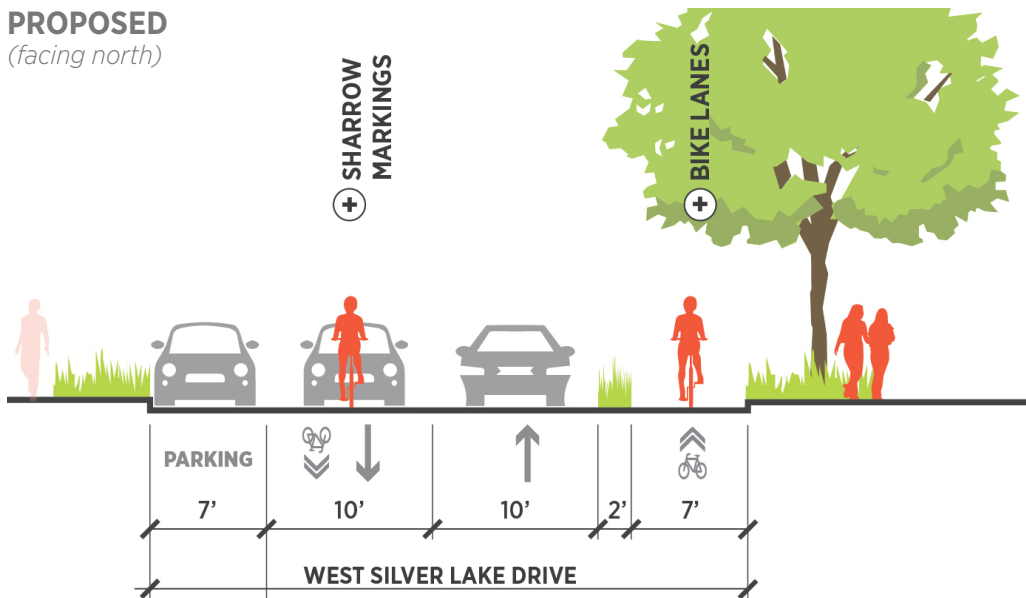 PROPOSED
(facing north)
SHARROW
MARKINGS
BIKE LANES
PARKING
7’
10’
10’
2’
7’
WEST SILVER LAKE DRIVE